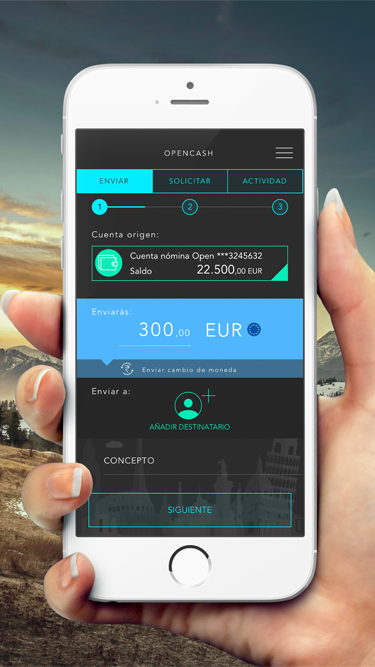 OPENCASH
ENVIAR SOLICITAR ACTIVIDAD
1 2 3
Cuenta origen:
Cuenta nómina Open ***3245632
Saldo 22.500,00 EUR
Enviarás:
300,00 EUR
Enviar cambio de moneda
Enviar a:
AÑADIR DESTINATARIO
CONCEPTO
SIGUIENTE